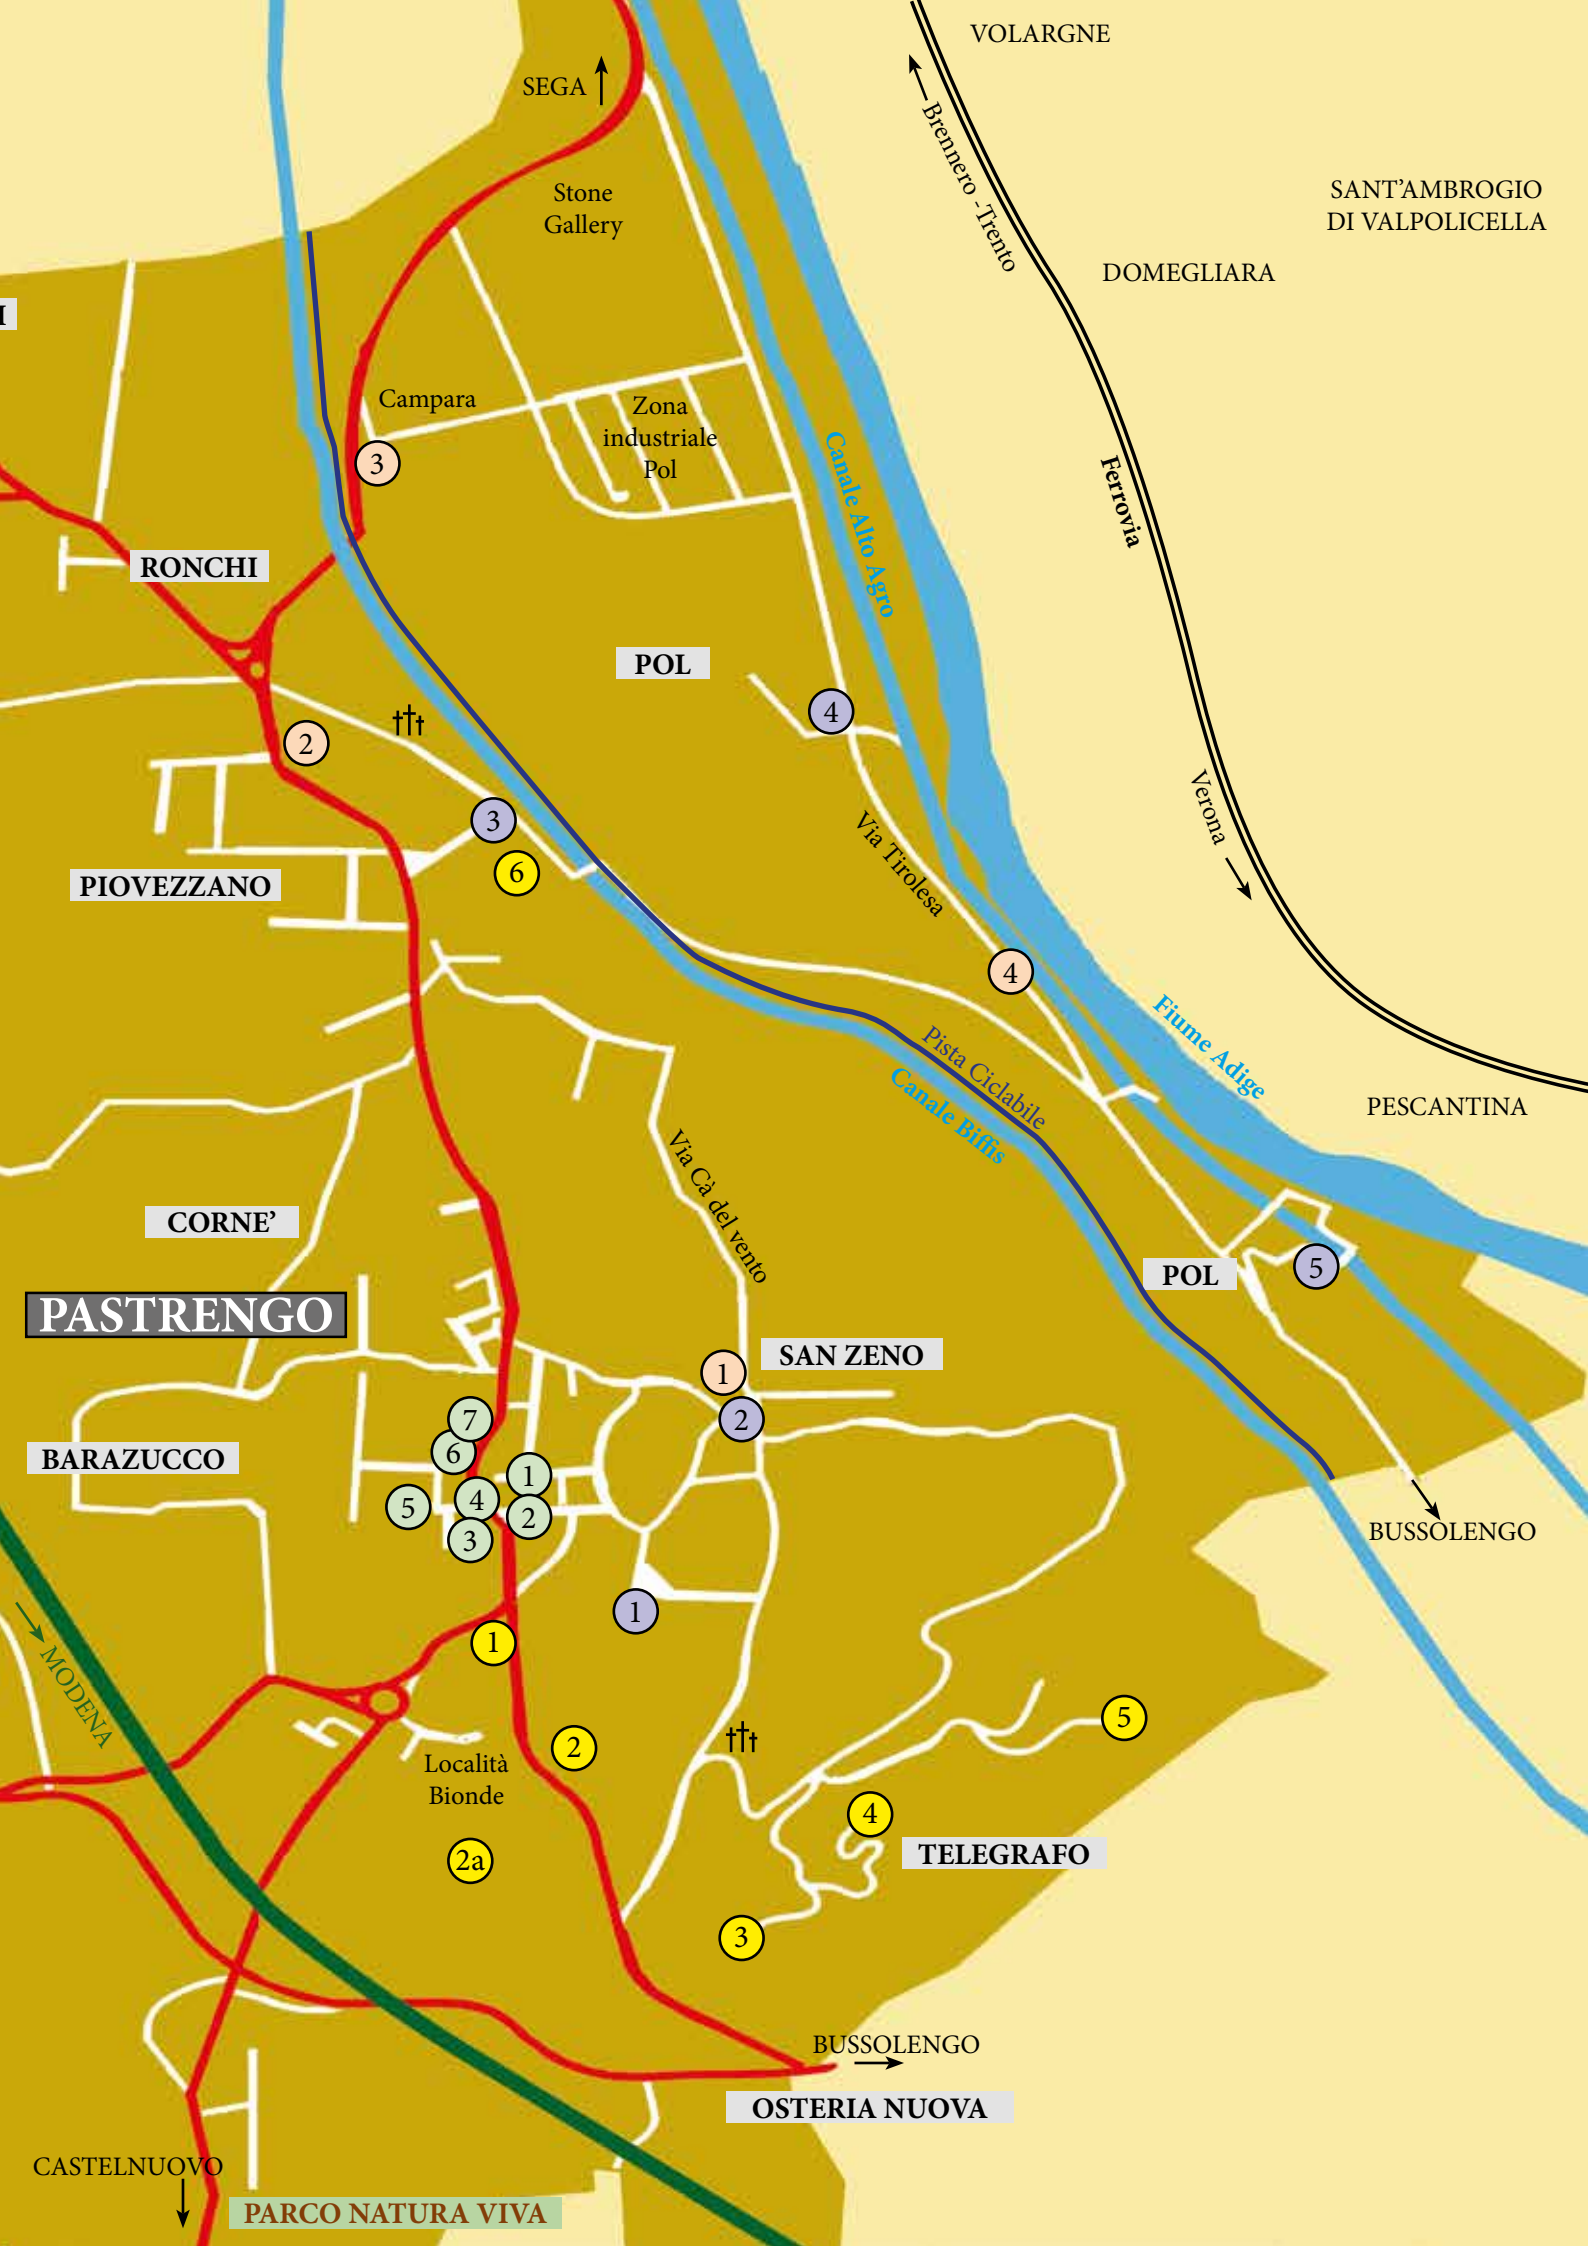 VOLARGNE
SEGA
Brennero -Trento
Stone
Gallery
SANT'AMBROGIO
DI VALPOLICELLA
DOMEGLIARA
I
Campara
Zona
industriale
Pol
3
Canale Alto Agro
Ferrovia
RONCHI
POL
4
2
3
6
Via Tirolesa
Verona
PIOVEZZANO
4
Fiume Adige
Pista Ciclabile
Canale Biffis
PESCANTINA
Via Cà del vento
CORNE'
POL
5
PASTRENGO
SAN ZENO
1
2
7
6
BARAZUCCO
1
5
4
2
3
BUSSOLENGO
1
1
MODENA
5
2
Località
Bionde
4
2a
TELEGRAFO
3
BUSSOLENGO
OSTERIA NUOVA
CASTELNUOVO
PARCO NATURA VIVA